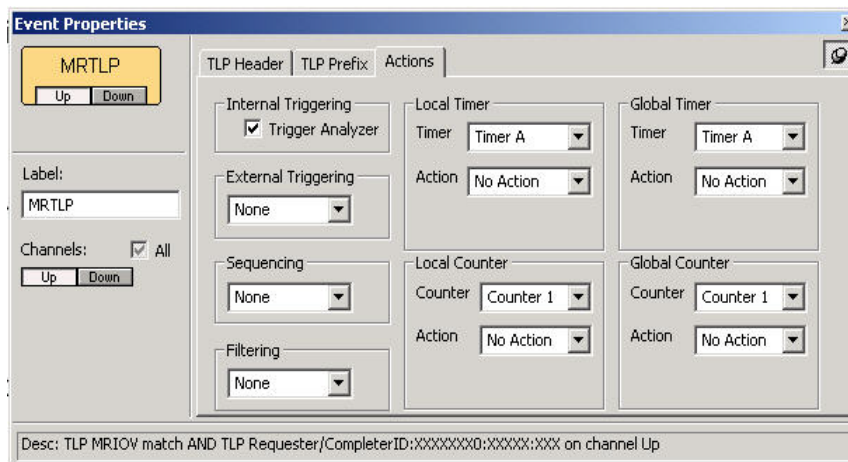 Event Properties
MRTLP
Up Down
Label:
MRTLP
Channels: All
Up Down
TLP Header TLP Prefix Actions
Internal Triggering
Trigger Analyzer
External Triggering
None
Sequencing
None
Filtering
None
Local Timer
Timer Timer A
Action No Action
Local Counter
Counter Counter 1
Action No Action
Global Timer
Timer Timer A
Action No Action
Global Counter
Counter Counter 1
Action No Action
Desc: TLP MRIOV match AND TLP Requester/CompleterID:XXXXXXX0:XXXXX:XXX on channel Up